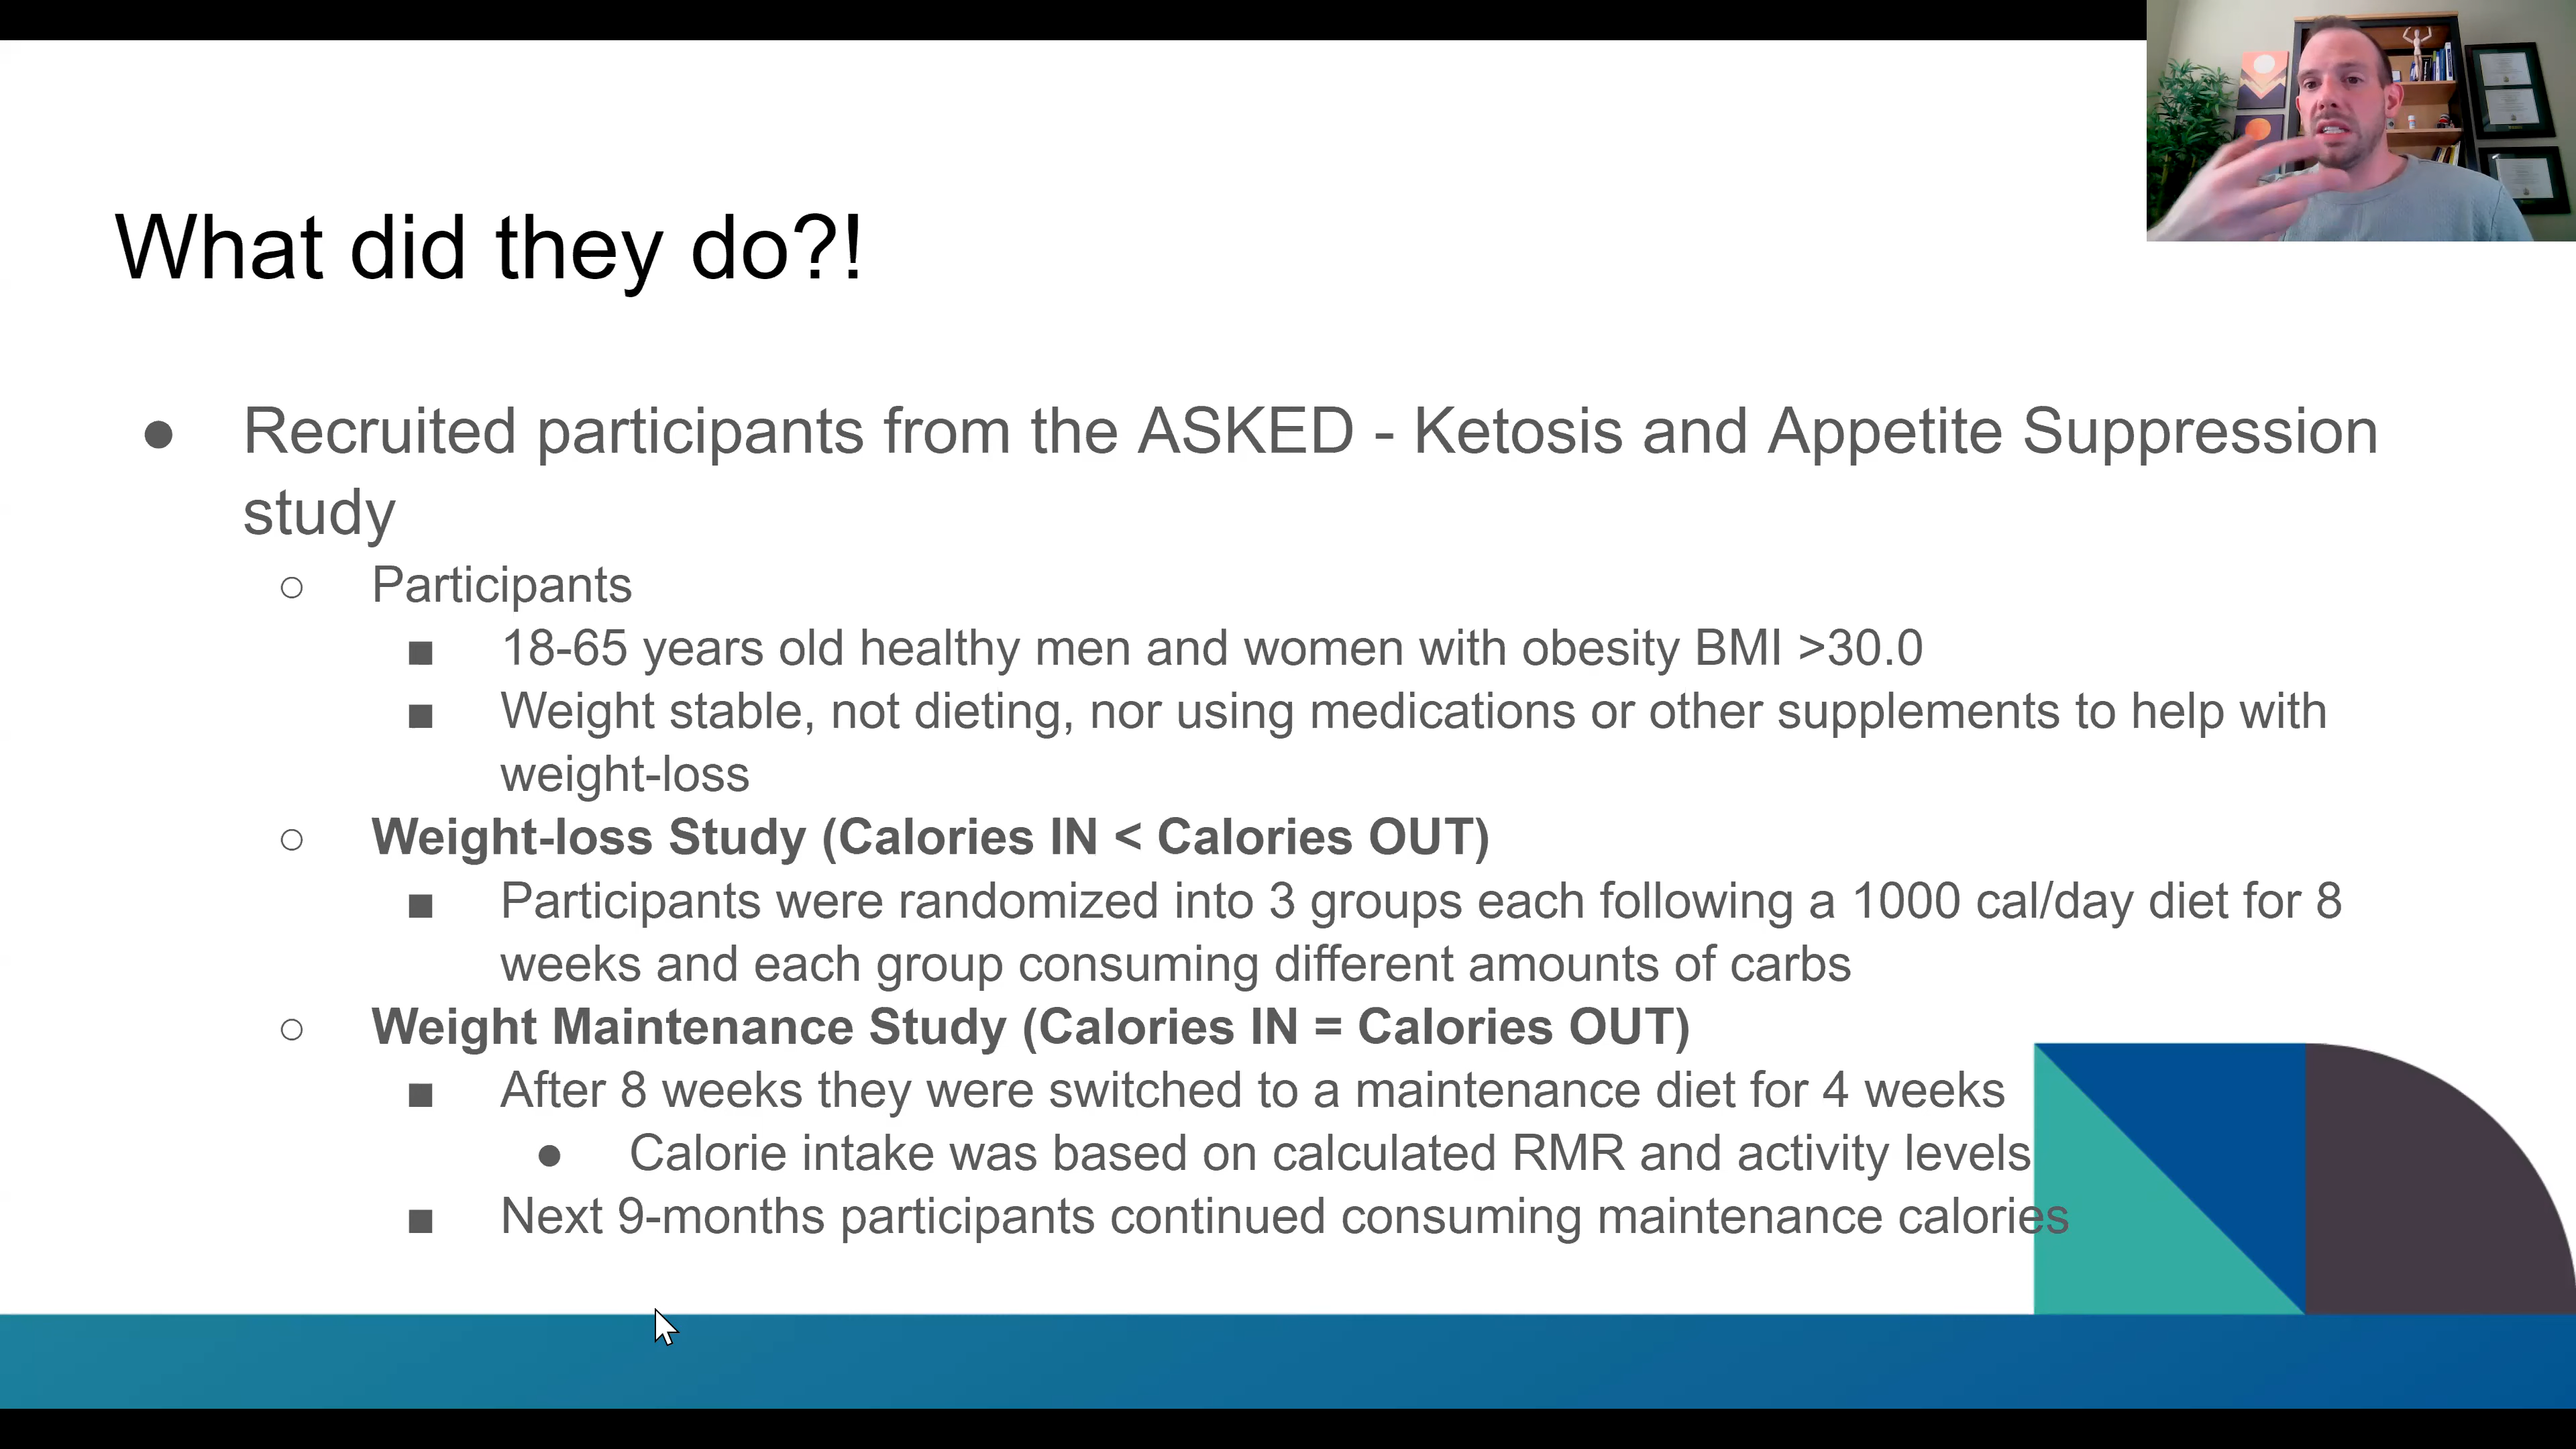 What did they do?!
● Recruited participants from the ASKED - Ketosis and Appetite Suppression
study
○ Participants
■ 18-65 years old healthy men and women with obesity BMI >30.0
■ Weight stable, not dieting, nor using medications or other supplements to help with
weight-loss
○ Weight-loss Study (Calories IN < Calories OUT)
■ Participants were randomized into 3 groups each following a 1000 cal/day diet for 8
weeks and each group consuming different amounts of carbs
○ Weight Maintenance Study (Calories IN = Calories OUT)
■ After 8 weeks they were switched to a maintenance diet for 4 weeks
● Calorie intake was based on calculated RMR and activity levels
■ Next 9-months participants continued consuming maintenance calories